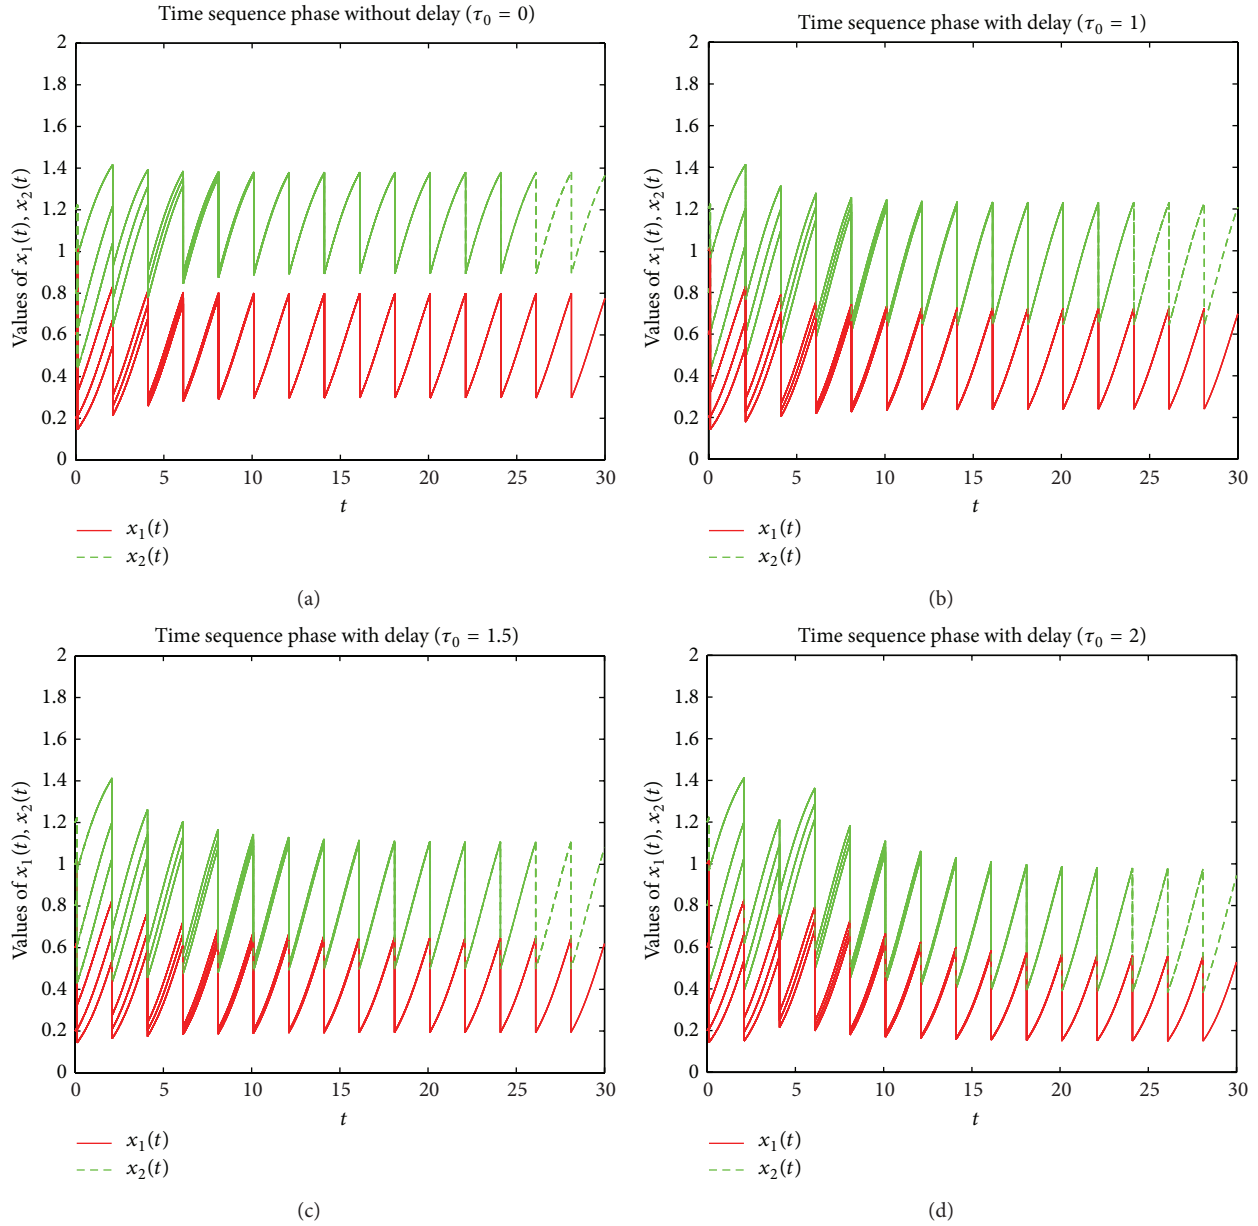 Time sequence phase without delay (τ₀ = 0)
Values of x₁(t), x₂(t)
2
1.8
1.6
1.4
1.2
1
0.8
0.6
0.4
0.2
0
0 5 10 15 20 25 30
t
x₁(t)
x₂(t)
(a)
Time sequence phase with delay (τ₀ = 1)
Values of x₁(t), x₂(t)
2
1.8
1.6
1.4
1.2
1
0.8
0.6
0.4
0.2
0
0 5 10 15 20 25 30
t
x₁(t)
x₂(t)
(b)
Time sequence phase with delay (τ₀ = 1.5)
Values of x₁(t), x₂(t)
2
1.8
1.6
1.4
1.2
1
0.8
0.6
0.4
0.2
0
0 5 10 15 20 25 30
t
x₁(t)
x₂(t)
(c)
Time sequence phase with delay (τ₀ = 2)
Values of x₁(t), x₂(t)
2
1.8
1.6
1.4
1.2
1
0.8
0.6
0.4
0.2
0
0 5 10 15 20 25 30
t
x₁(t)
x₂(t)
(d)